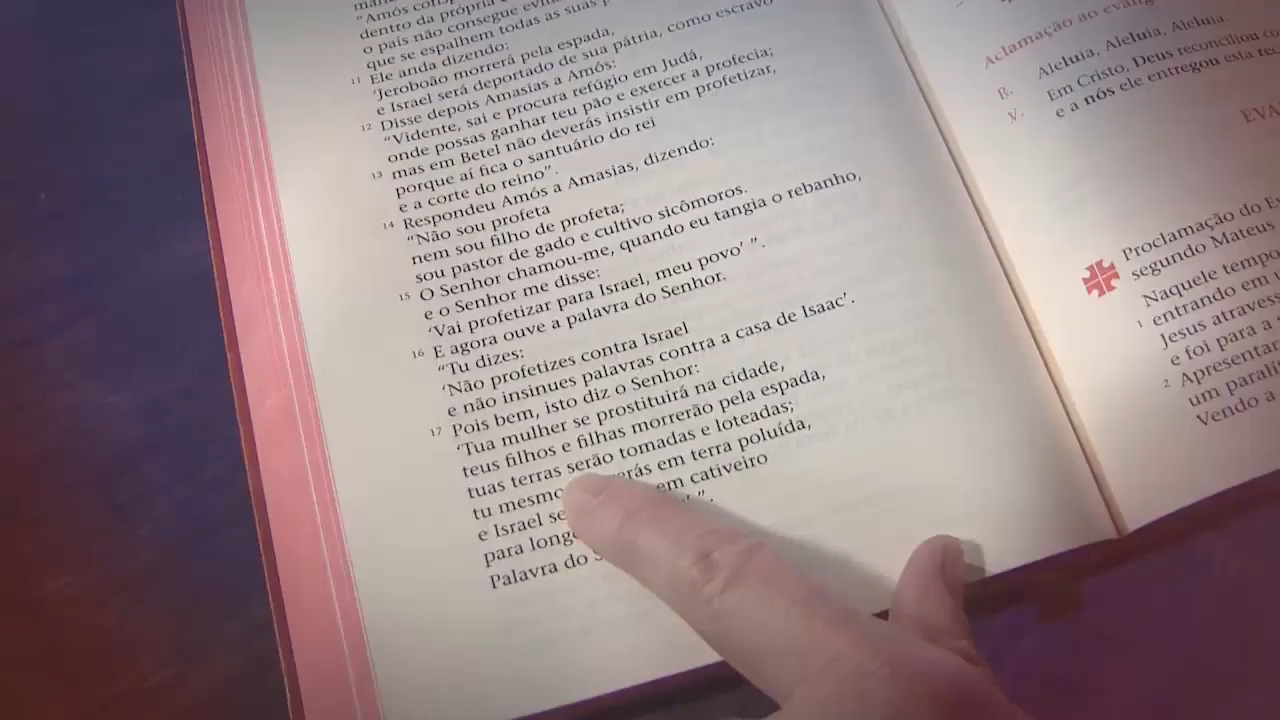 "Amós
dentro da própria
o país não consegue
que se espalhem todas as suas
11 Ele anda dizendo:
'Jeroboão morrerá pela espada,
e Israel será deportado de sua pátria, como escravo
12 Disse depois Amasias a Amós:
"Vidente, sai e procura refúgio em Judá,
onde possas ganhar teu pão e exercer a profecia;
13 mas em Betel não deverás insistir em profetizar,
porque aí fica o santuário do rei
e a corte do reino".
14 Respondeu Amós a Amasias, dizendo:
"Não sou profeta
nem sou filho de profeta;
sou pastor de gado e cultivo sicômoros.
15 O Senhor chamou-me, quando eu tangia o rebanho,
e o Senhor me disse:
'Vai profetizar para Israel, meu povo' ".
16 E agora ouve a palavra do Senhor.
"Tu dizes:
'Não profetizes contra Israel
e não insinues palavras contra a casa de Isaac'.
17 Pois bem, isto diz o Senhor:
'Tua mulher se prostituirá na cidade,
teus filhos e filhas morrerão pela espada,
tuas terras serão tomadas e loteadas;
tu mesmo em terra poluída,
e Israel em cativeiro
para
Palavra do
Aclamação ao
R. Aleluia, Aleluia, Aleluia.
V. Em Cristo, Deus reconciliou
e a nós ele entregou esta
Proclamação do
segundo Mateus
Naquele
1 entrando em
Jesus
e foi para a
2
um
Vendo a